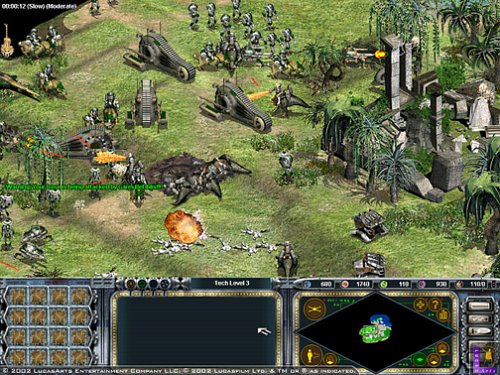 00:00:12 (Slow) (Moderate)
Tech Level 3
680
1740
110
930
110/0
© 2002 LucasArts Entertainment Company LLC. © 2002 Lucasfilm Ltd. & TM or ® as indicated.